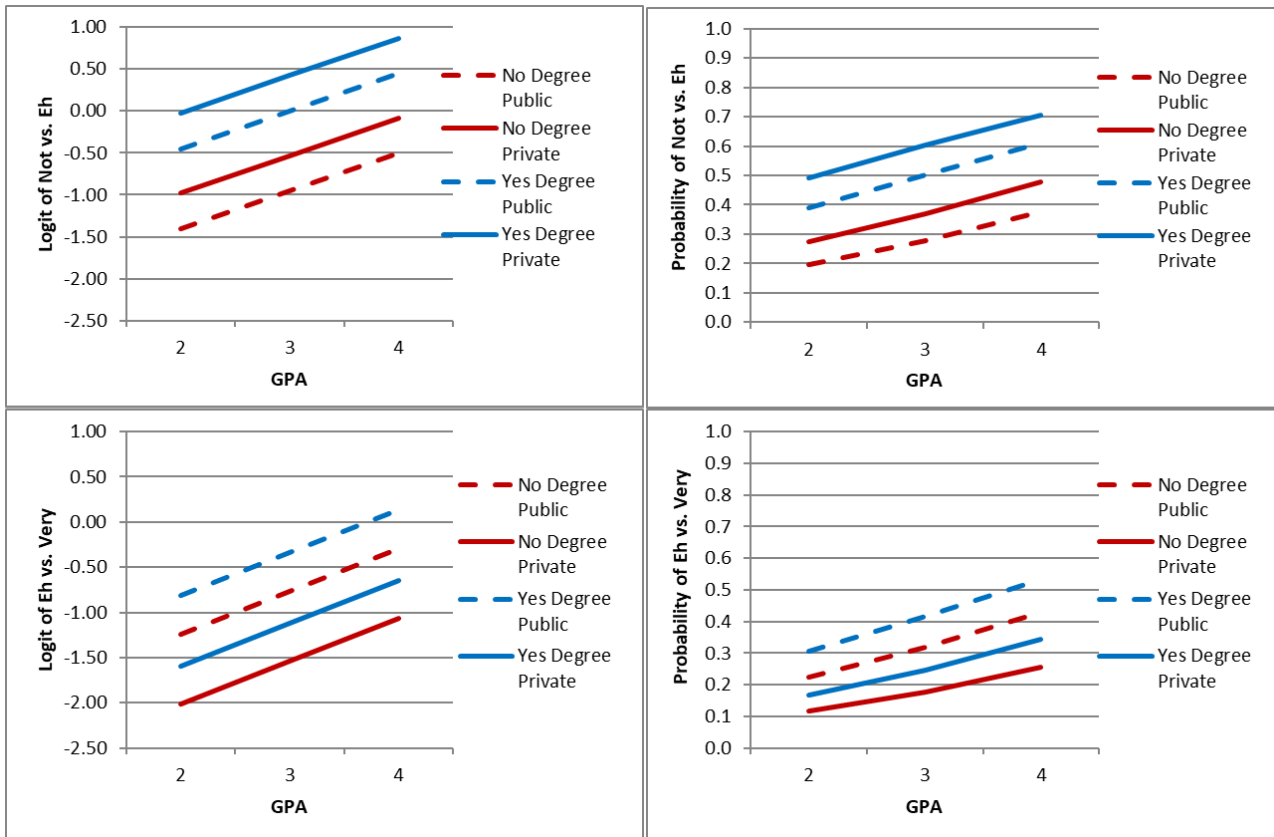 Logit of Not vs. Eh
1.00
0.50
0.00
-0.50
-1.00
-1.50
-2.00
-2.50
2 3 4
GPA
No Degree
Public
No Degree
Private
Yes Degree
Public
Yes Degree
Private
Probability of Not vs. Eh
1.0
0.9
0.8
0.7
0.6
0.5
0.4
0.3
0.2
0.1
0.0
2 3 4
GPA
No Degree
Public
No Degree
Private
Yes Degree
Public
Yes Degree
Private
Logit of Eh vs. Very
1.00
0.50
0.00
-0.50
-1.00
-1.50
-2.00
-2.50
2 3 4
GPA
No Degree
Public
No Degree
Private
Yes Degree
Public
Yes Degree
Private
Probability of Eh vs. Very
1.0
0.9
0.8
0.7
0.6
0.5
0.4
0.3
0.2
0.1
0.0
2 3 4
GPA
No Degree
Public
No Degree
Private
Yes Degree
Public
Yes Degree
Private